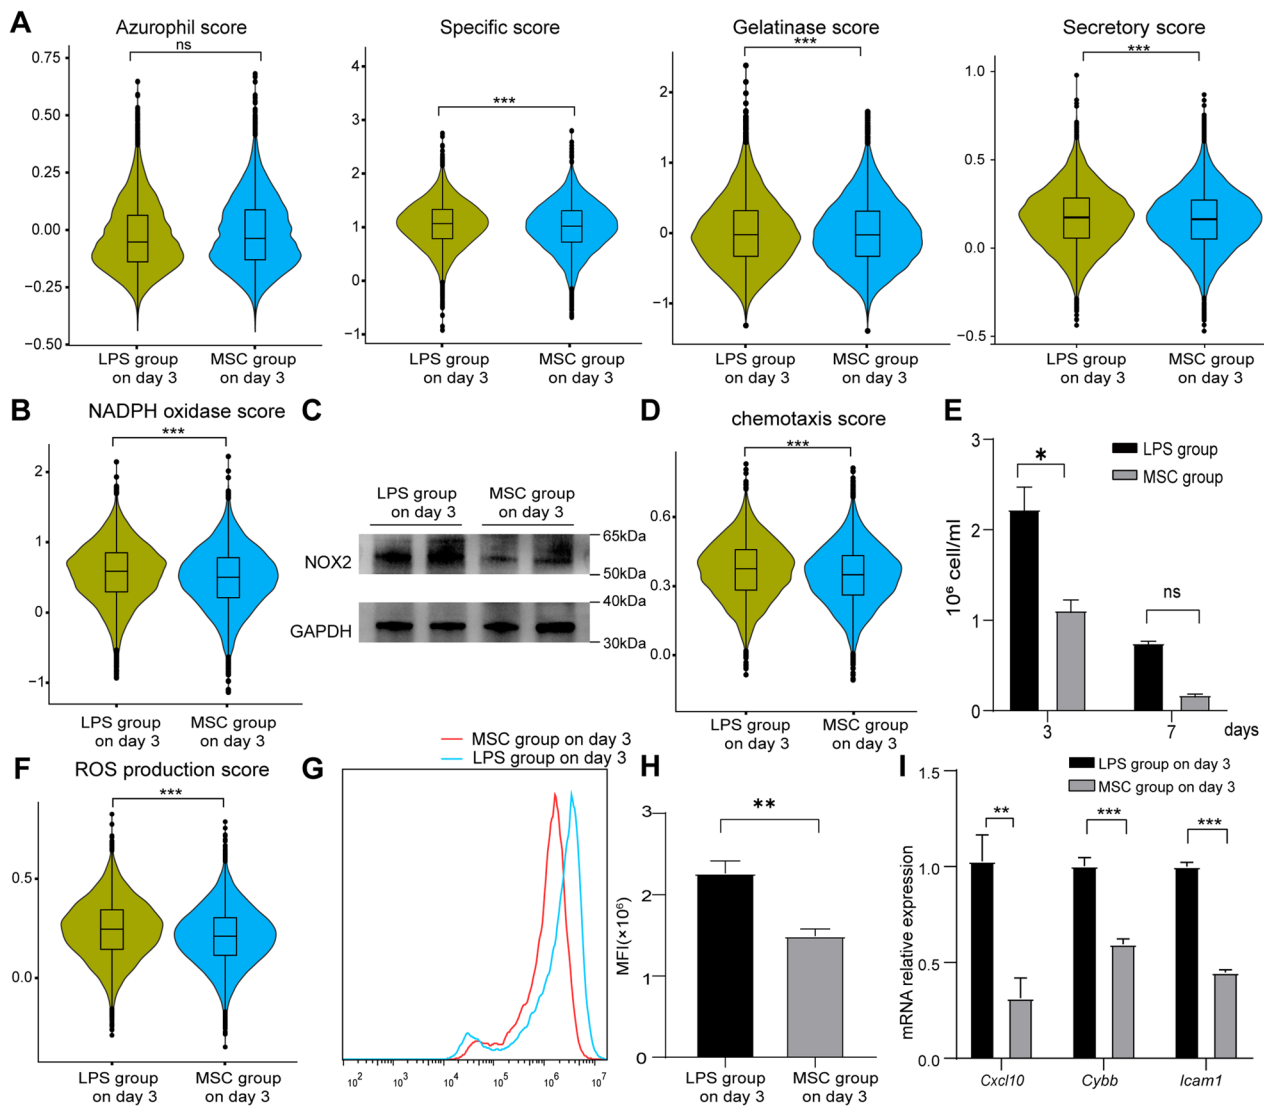 A
Azurophil score
Specific score
Gelatinase score
Secretory score
ns
***
***
***
0.75
0.50
0.25
0.00
−0.25
−0.50
4
3
2
1
0
−1
2
1
0
−1
1.0
0.5
0.0
−0.5
LPS group on day 3
MSC group on day 3
LPS group on day 3
MSC group on day 3
LPS group on day 3
MSC group on day 3
LPS group on day 3
MSC group on day 3
B
NADPH oxidase score
***
2
1
0
−1
LPS group on day 3
MSC group on day 3
C
LPS group on day 3
MSC group on day 3
NOX2
GAPDH
65kDa
50kDa
40kDa
30kDa
D
chemotaxis score
***
0.6
0.3
0.0
LPS group on day 3
MSC group on day 3
E
LPS group
MSC group
*
ns
10⁶ cell/ml
3
2
1
0
3
7
days
F
ROS production score
***
0.5
0.0
LPS group on day 3
MSC group on day 3
G
MSC group on day 3
LPS group on day 3
10²
10³
10⁴
10⁵
10⁶
10⁷
H
**
MFI(×10⁶)
3
2
1
0
LPS group on day 3
MSC group on day 3
I
LPS group on day 3
MSC group on day 3
**
***
***
mRNA relative expression
1.5
1.0
0.5
0.0
Cxcl10
Cybb
Icam1